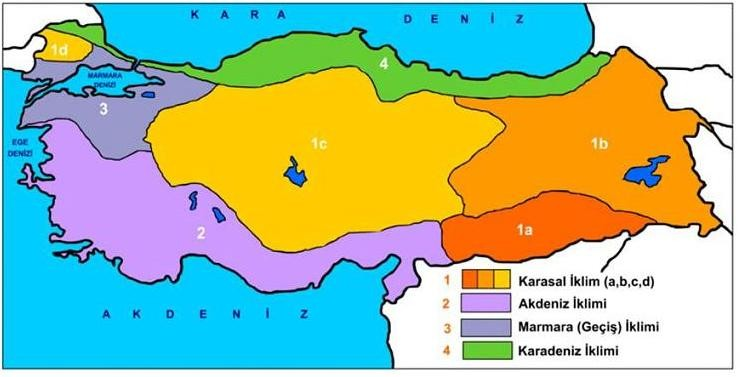 KARA DENİZ
1d
MARMARA
DENİZİ
4
3
EGE
DENİZİ
1c
1b
2
1a
AKDENİZ
1 Karasal İklim (a,b,c,d)
2 Akdeniz İklimi
3 Marmara (Geçiş) İklimi
4 Karadeniz İklimi